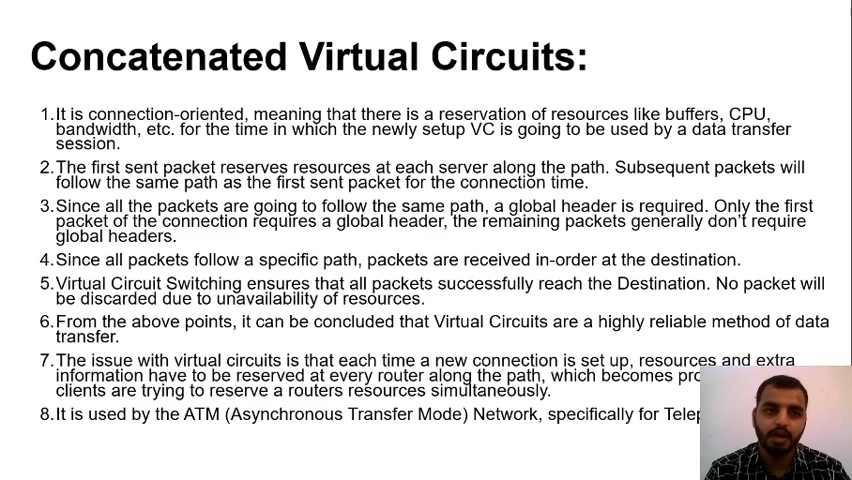 Concatenated Virtual Circuits:
1. It is connection-oriented, meaning that there is a reservation of resources like buffers, CPU,
bandwidth, etc. for the time in which the newly setup VC is going to be used by a data transfer
session.
2. The first sent packet reserves resources at each server along the path. Subsequent packets will
follow the same path as the first sent packet for the connection time.
3. Since all the packets are going to follow the same path, a global header is required. Only the first
packet of the connection requires a global header, the remaining packets generally don't require
global headers.
4. Since all packets follow a specific path, packets are received in-order at the destination.
5. Virtual Circuit Switching ensures that all packets successfully reach the Destination. No packet will
be discarded due to unavailability of resources.
6. From the above points, it can be concluded that Virtual Circuits are a highly reliable method of data
transfer.
7. The issue with virtual circuits is that each time a new connection is set up, resources and extra
information have to be reserved at every router along the path, which becomes
clients are trying to reserve a routers resources simultaneously.
8. It is used by the ATM (Asynchronous Transfer Mode) Network, specifically for